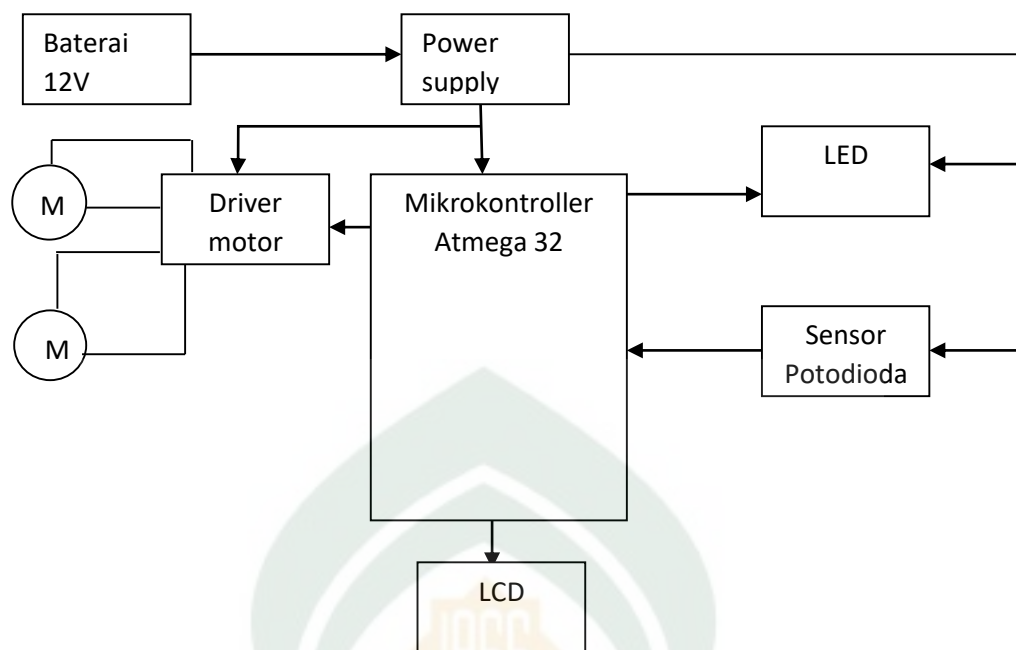 Baterai
12V
Power
supply
LED
M
Driver
motor
Mikrokontroller
Atmega 32
M
Sensor
Potodioda
LCD